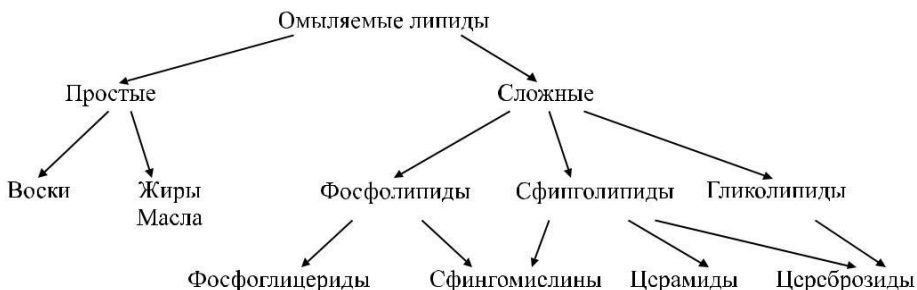 Омыляемые липиды
Простые Сложные
Воски Жиры Фосфолипиды Сфинголипиды Гликолипиды
Масла
Фосфоглицериды Сфингомиелины Церамиды Цереброзиды